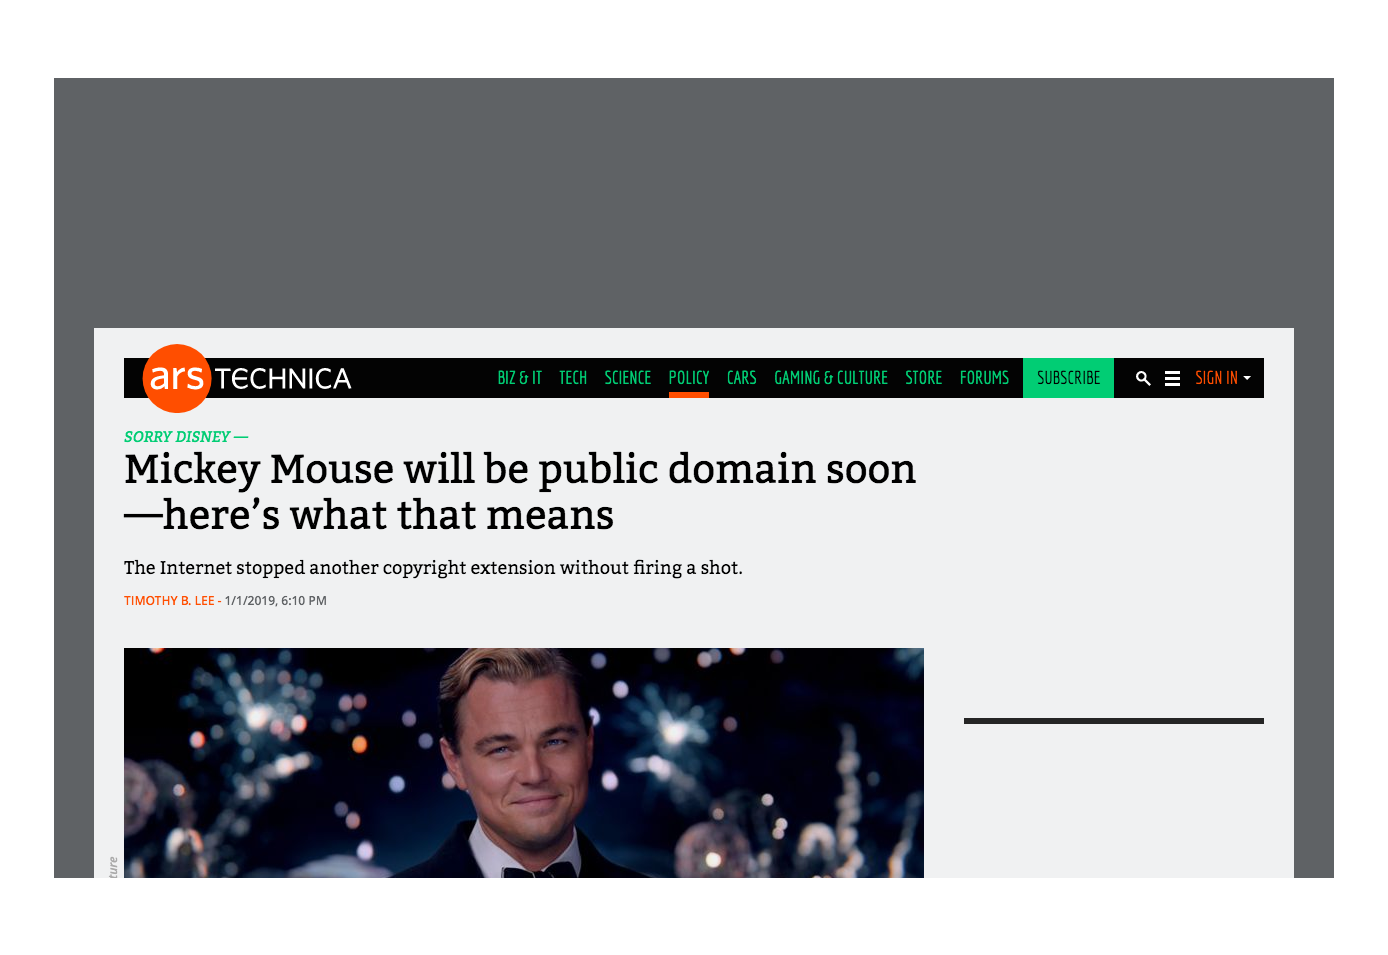 ars TECHNICA
BIZ & IT TECH SCIENCE POLICY CARS GAMING & CULTURE STORE FORUMS SUBSCRIBE SIGN IN
SORRY DISNEY —
Mickey Mouse will be public domain soon
—here’s what that means
The Internet stopped another copyright extension without firing a shot.
TIMOTHY B. LEE - 1/1/2019, 6:10 PM